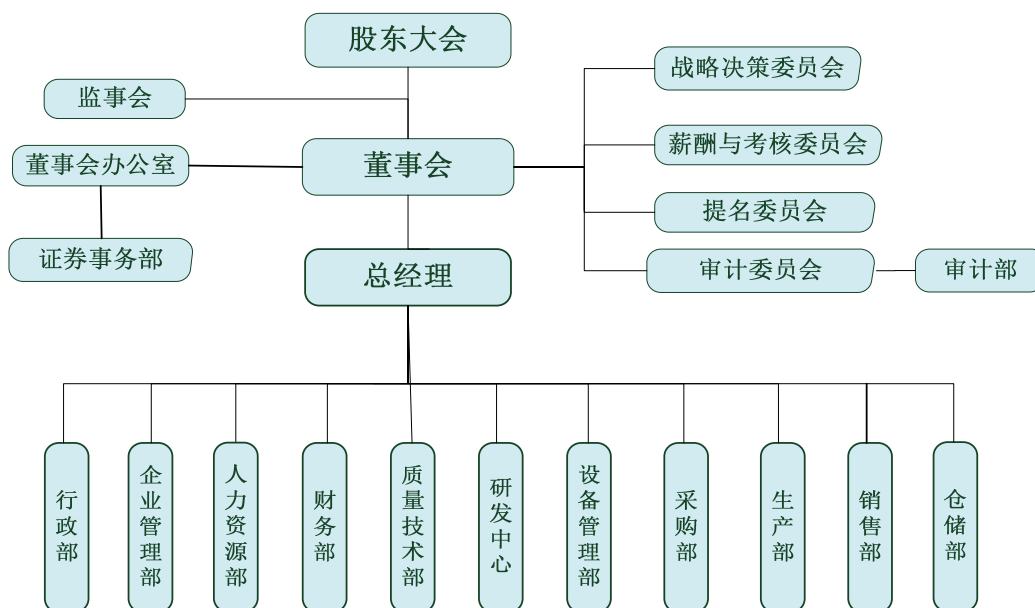 股东大会
监事会
战略决策委员会
董事会办公室
董事会
薪酬与考核委员会
提名委员会
证券事务部
总经理
审计委员会
审计部
行政部
企业管理部
人力资源部
财务部
质量技术部
研发中心
设备管理部
采购部
生产部
销售部
仓储部